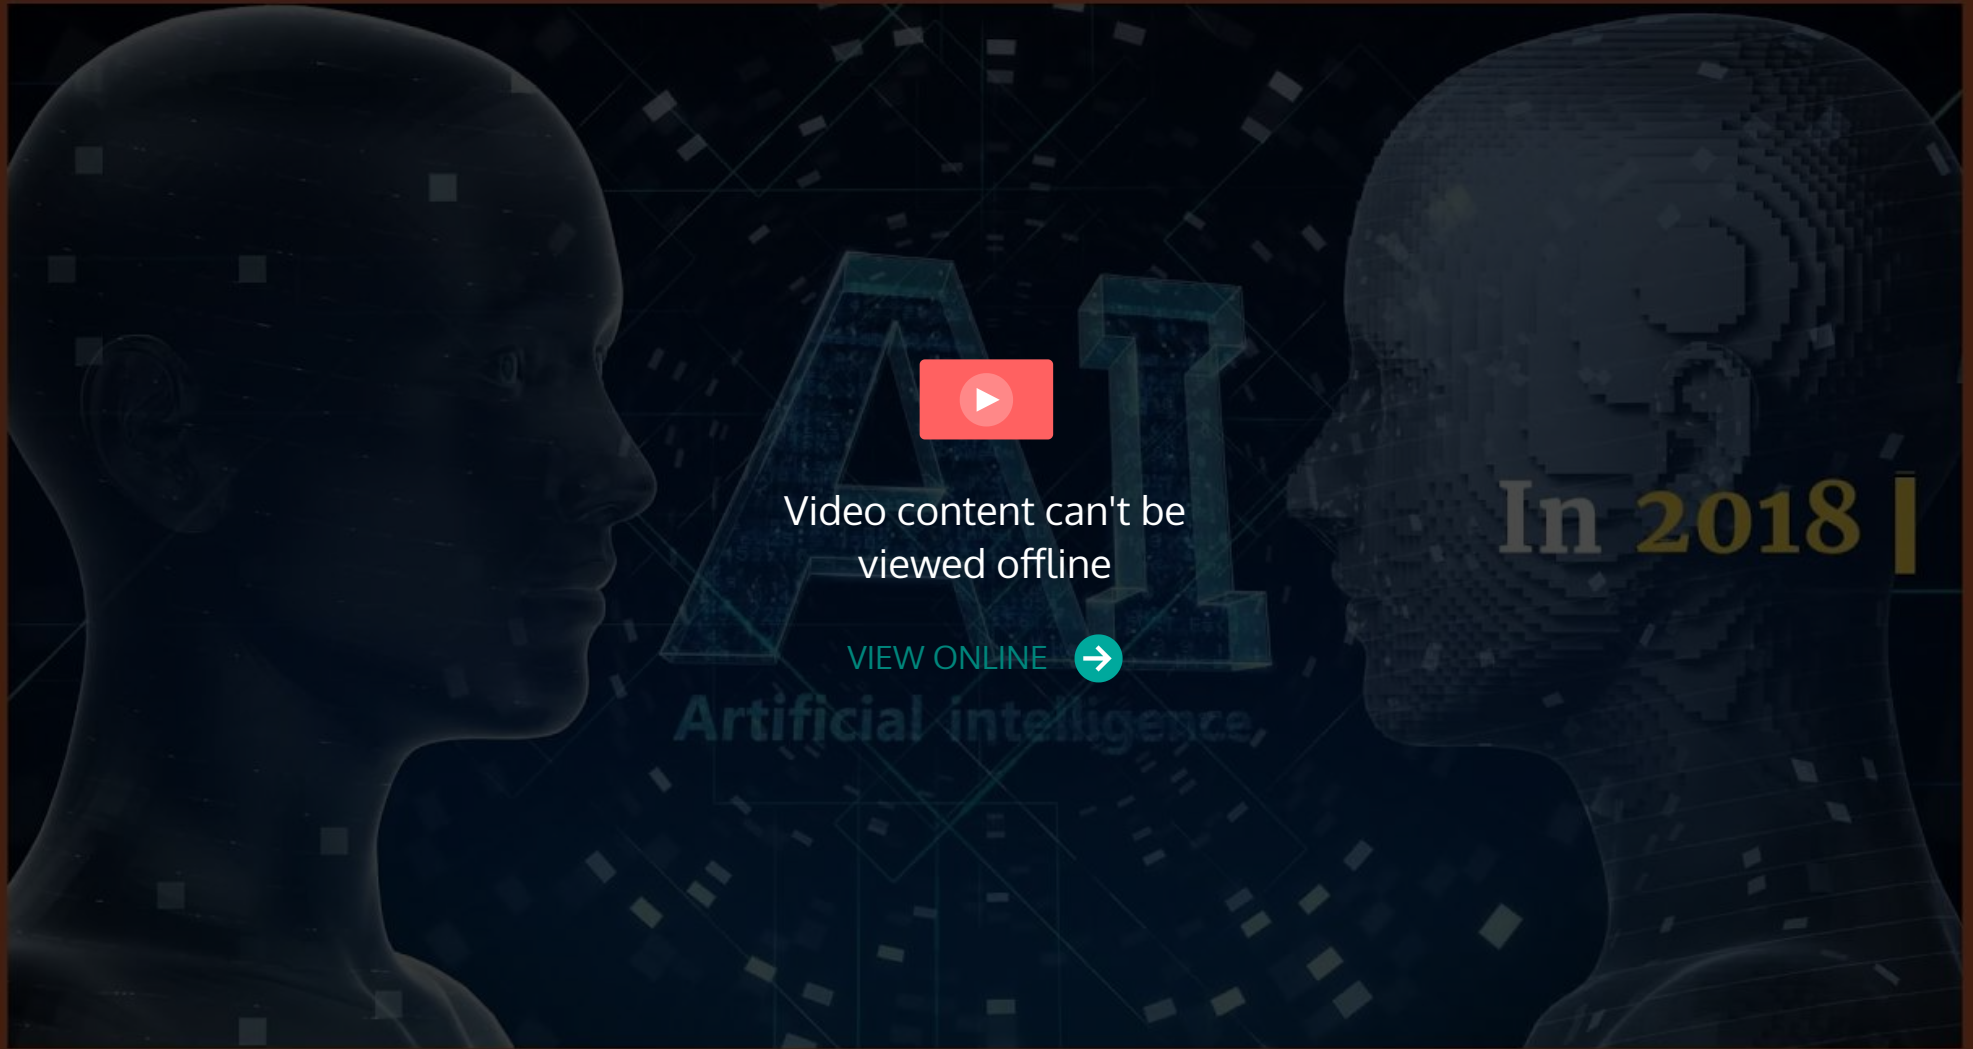 AI
In 2018
Video content can't be
viewed offline
VIEW ONLINE
Artificial intelligence